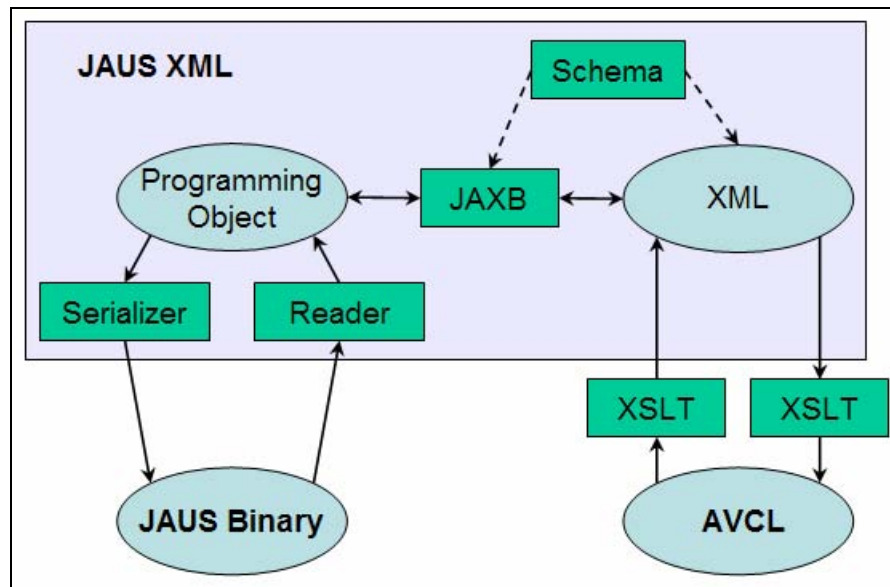 JAUS XML
Schema
Programming
Object
JAXB
XML
Serializer
Reader
XSLT
XSLT
JAUS Binary
AVCL